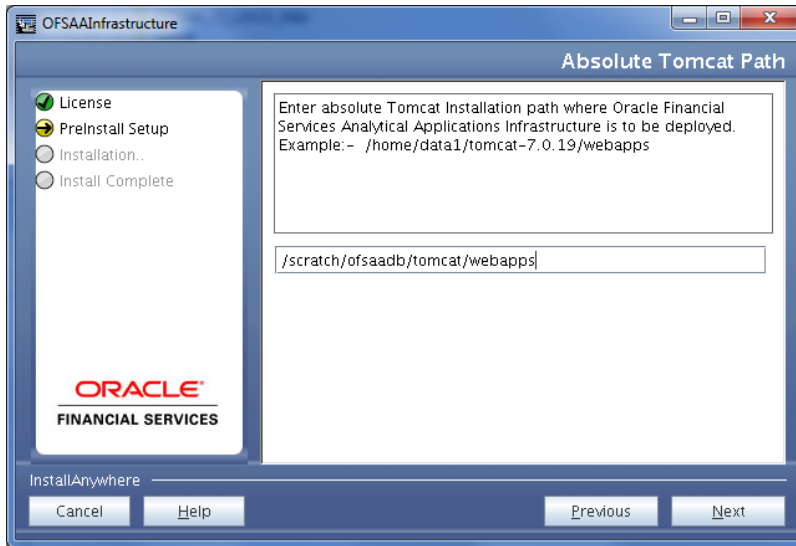 OFSAAInfrastructure
Absolute Tomcat Path
License
PreInstall Setup
Installation..
Install Complete
Enter absolute Tomcat Installation path where Oracle Financial
Services Analytical Applications Infrastructure is to be deployed.
Example:- /home/data1/tomcat-7.0.19/webapps
/scratch/ofsaadb/tomcat/webapps
ORACLE
FINANCIAL SERVICES
InstallAnywhere
Cancel
Help
Previous
Next